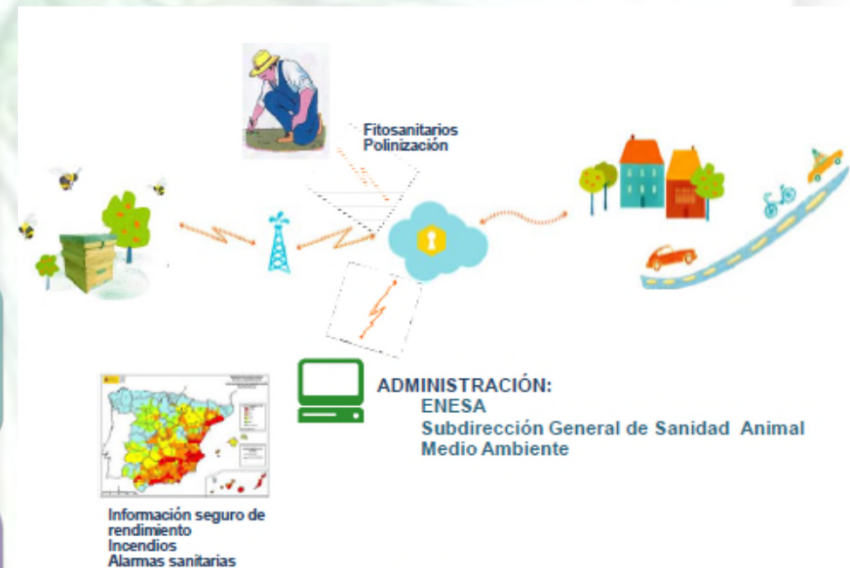 Fitosanitarios
Polinización
ADMINISTRACIÓN:
ENESA
Subdirección General de Sanidad Animal
Medio Ambiente
Información seguro de
rendimiento
Incendios
Alarmas sanitarias